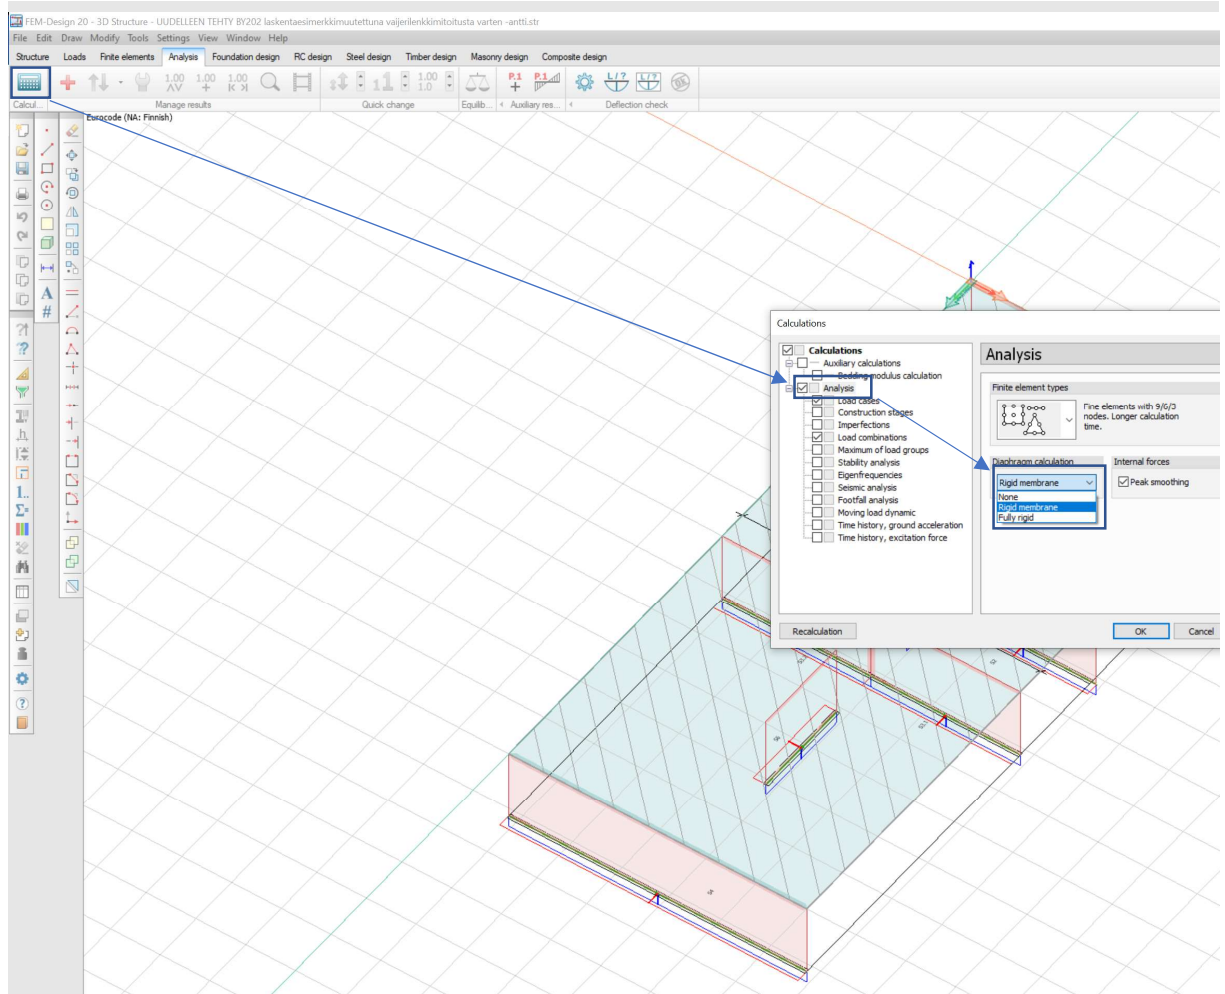 FEM-Design 20 - 3D Structure - UUDELLEEN TEHTY BY202 laskentaesimerkkimuutettuna vaijerilenkkimitoitusta varten -antti.str
File Edit Draw Modify Tools Settings View Window Help
Structure Loads Finite elements Analysis Foundation design RC design Steel design Timber design Masonry design Composite design
Calcul... Manage results Quick change Equilib... Auxiliary res... Deflection check
Eurocode (NA: Finnish)
Calculations
Calculations
Auxiliary calculations
Bedding modulus calculation
Analysis
Load cases
Construction stages
Imperfections
Load combinations
Maximum of load groups
Stability analysis
Eigenfrequencies
Seismic analysis
Footfall analysis
Moving load dynamic
Time history, ground acceleration
Time history, excitation force
Analysis
Finite element types
Fine elements with 9/6/3
nodes. Longer calculation
time.
Diaphragm calculation Internal forces
Rigid membrane Peak smoothing
None
Rigid membrane
Fully rigid
Recalculation OK Cancel